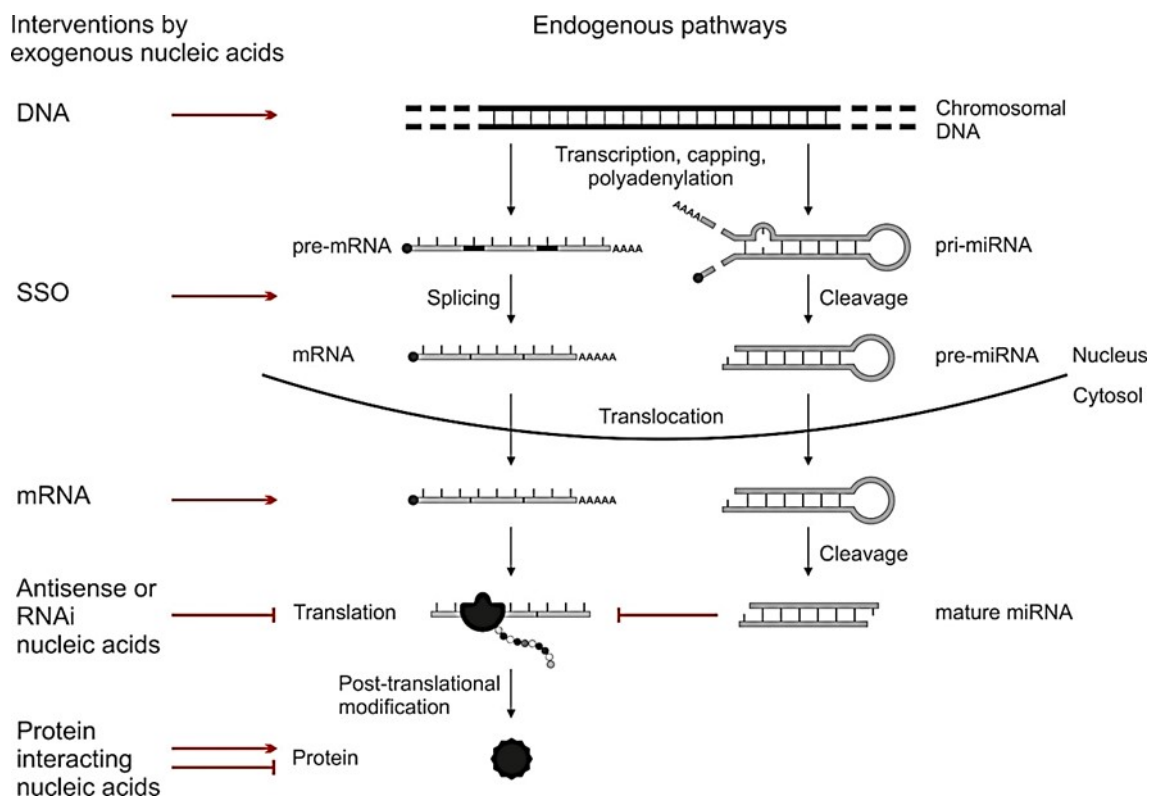 Interventions by
exogenous nucleic acids
Endogenous pathways
DNA
Chromosomal
DNA
Transcription, capping,
polyadenylation
AAAA
pre-mRNA
AAAA
pri-miRNA
SSO
Splicing
Cleavage
mRNA
AAAAA
pre-miRNA
Nucleus
Cytosol
Translocation
mRNA
AAAAA
Cleavage
Antisense or
RNAi
nucleic acids
Translation
mature miRNA
Post-translational
modification
Protein
interacting
nucleic acids
Protein